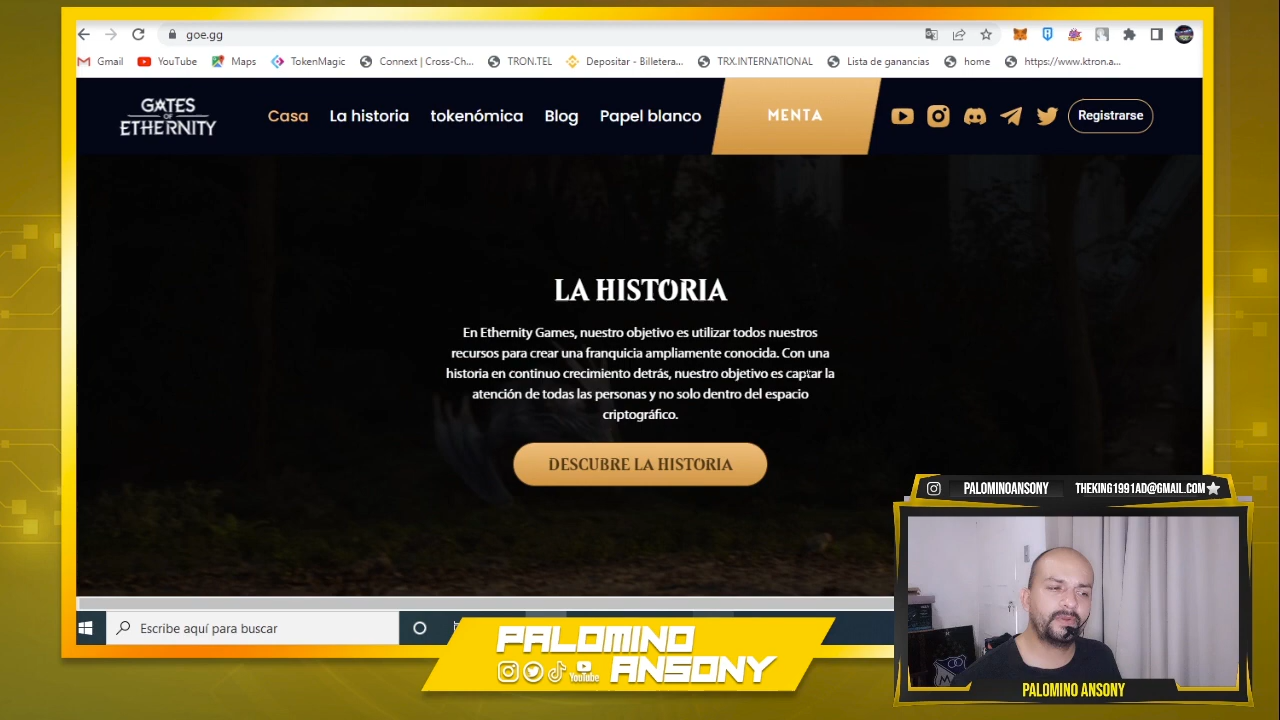 goe.gg
Gmail YouTube Maps TokenMagic Connect | Cross-Ch... TRON.TEL Depositar - Billetera... TRX.INTERNATIONAL Lista de ganancias home https://www.ktron.a...
GATES OF ETHERNITY
Casa La historia tokenómica Blog Papel blanco MENTA Registrarse
LA HISTORIA
En Ethernity Games, nuestro objetivo es utilizar todos nuestros
recursos para crear una franquicia ampliamente conocida. Con una
historia en continuo crecimiento detrás, nuestro objetivo es captar la
atención de todas las personas y no solo dentro del espacio
criptográfico.
DESCUBRE LA HISTORIA
PALOMINOANSONY THEKING1991AD@GMAIL.COM
Escribe aquí para buscar
PALOMINO
YouTube ANSONY
PALOMINO ANSONY